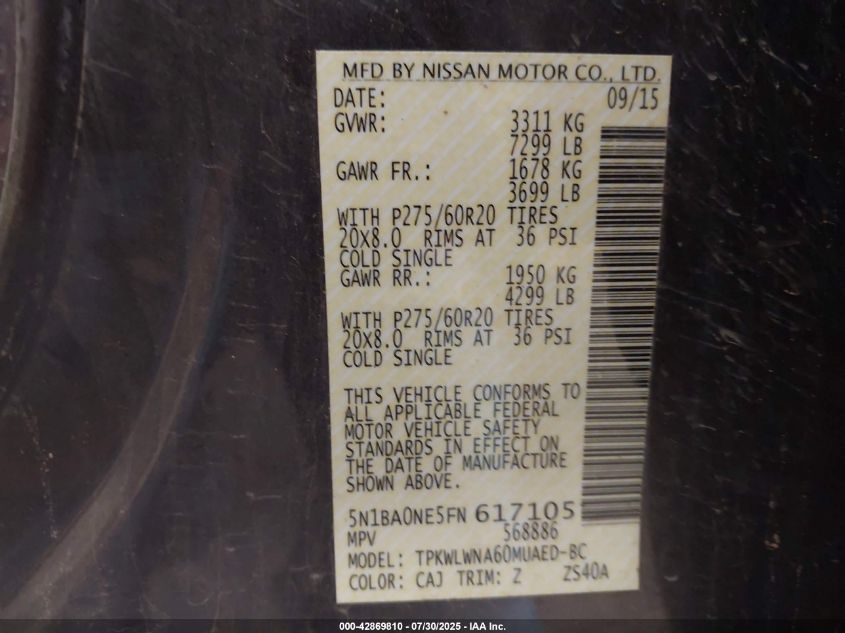 MFD BY NISSAN MOTOR CO., LTD.
DATE: 09/15
GVWR: 3311 KG
7299 LB
GAWR FR.: 1678 KG
3699 LB
WITH P275/60R20 TIRES
20X8.0 RIMS AT 36 PSI
COLD SINGLE
GAWR RR.: 1950 KG
4299 LB
WITH P275/60R20 TIRES
20X8.0 RIMS AT 36 PSI
COLD SINGLE
THIS VEHICLE CONFORMS TO
ALL APPLICABLE FEDERAL
MOTOR VEHICLE SAFETY
STANDARDS IN EFFECT ON
THE DATE OF MANUFACTURE
SHOWN ABOVE.
5N1BA0NE5FN 617105
MPV 568886
MODEL: TPKWLWNA60MUAED-BC
COLOR: CAJ TRIM: Z ZS40A
000-42869810 - 07/30/2025 - IAA Inc.